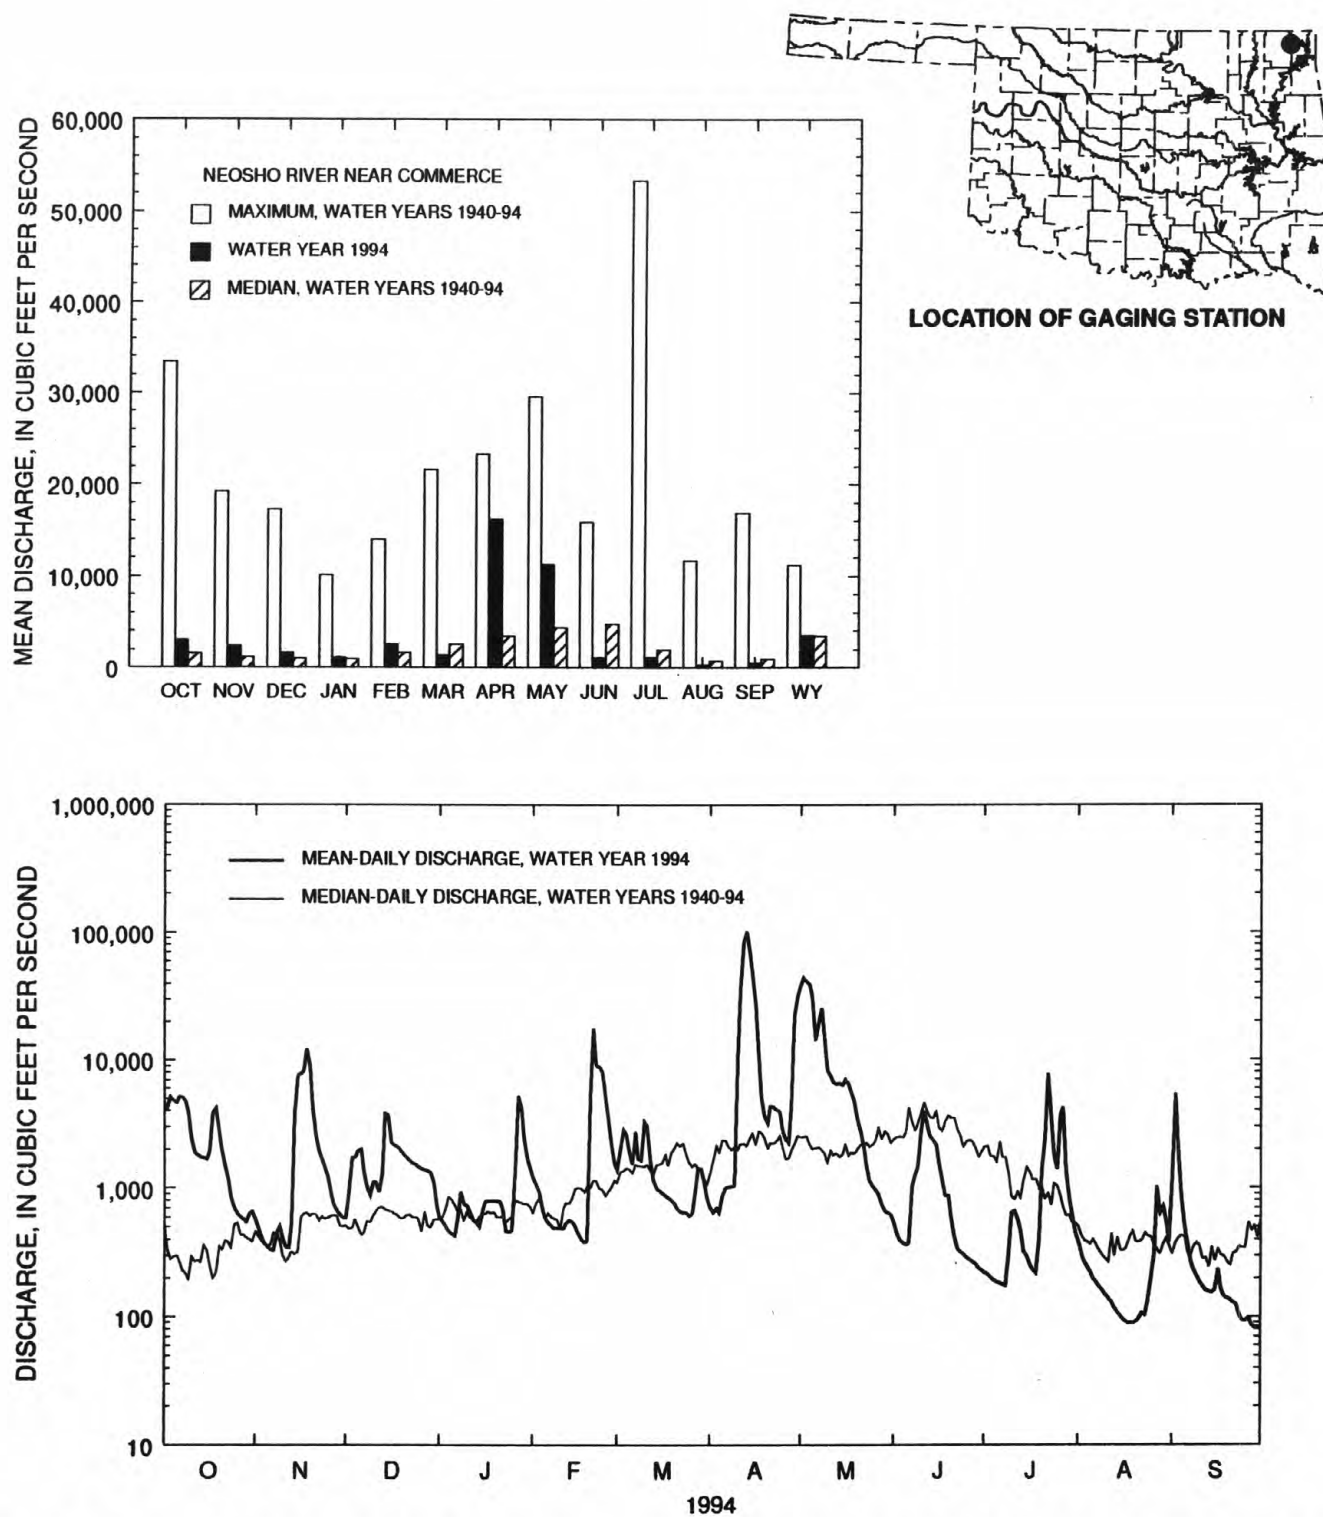 60,000
50,000
40,000
30,000
20,000
10,000
0
MEAN DISCHARGE, IN CUBIC FEET PER SECOND
NEOSHO RIVER NEAR COMMERCE
MAXIMUM, WATER YEARS 1940-94
WATER YEAR 1994
MEDIAN, WATER YEARS 1940-94
OCT NOV DEC JAN FEB MAR APR MAY JUN JUL AUG SEP WY
LOCATION OF GAGING STATION
1,000,000
100,000
10,000
1,000
100
10
DISCHARGE, IN CUBIC FEET PER SECOND
MEAN-DAILY DISCHARGE, WATER YEAR 1994
MEDIAN-DAILY DISCHARGE, WATER YEARS 1940-94
O N D J F M A M J J A S
1994